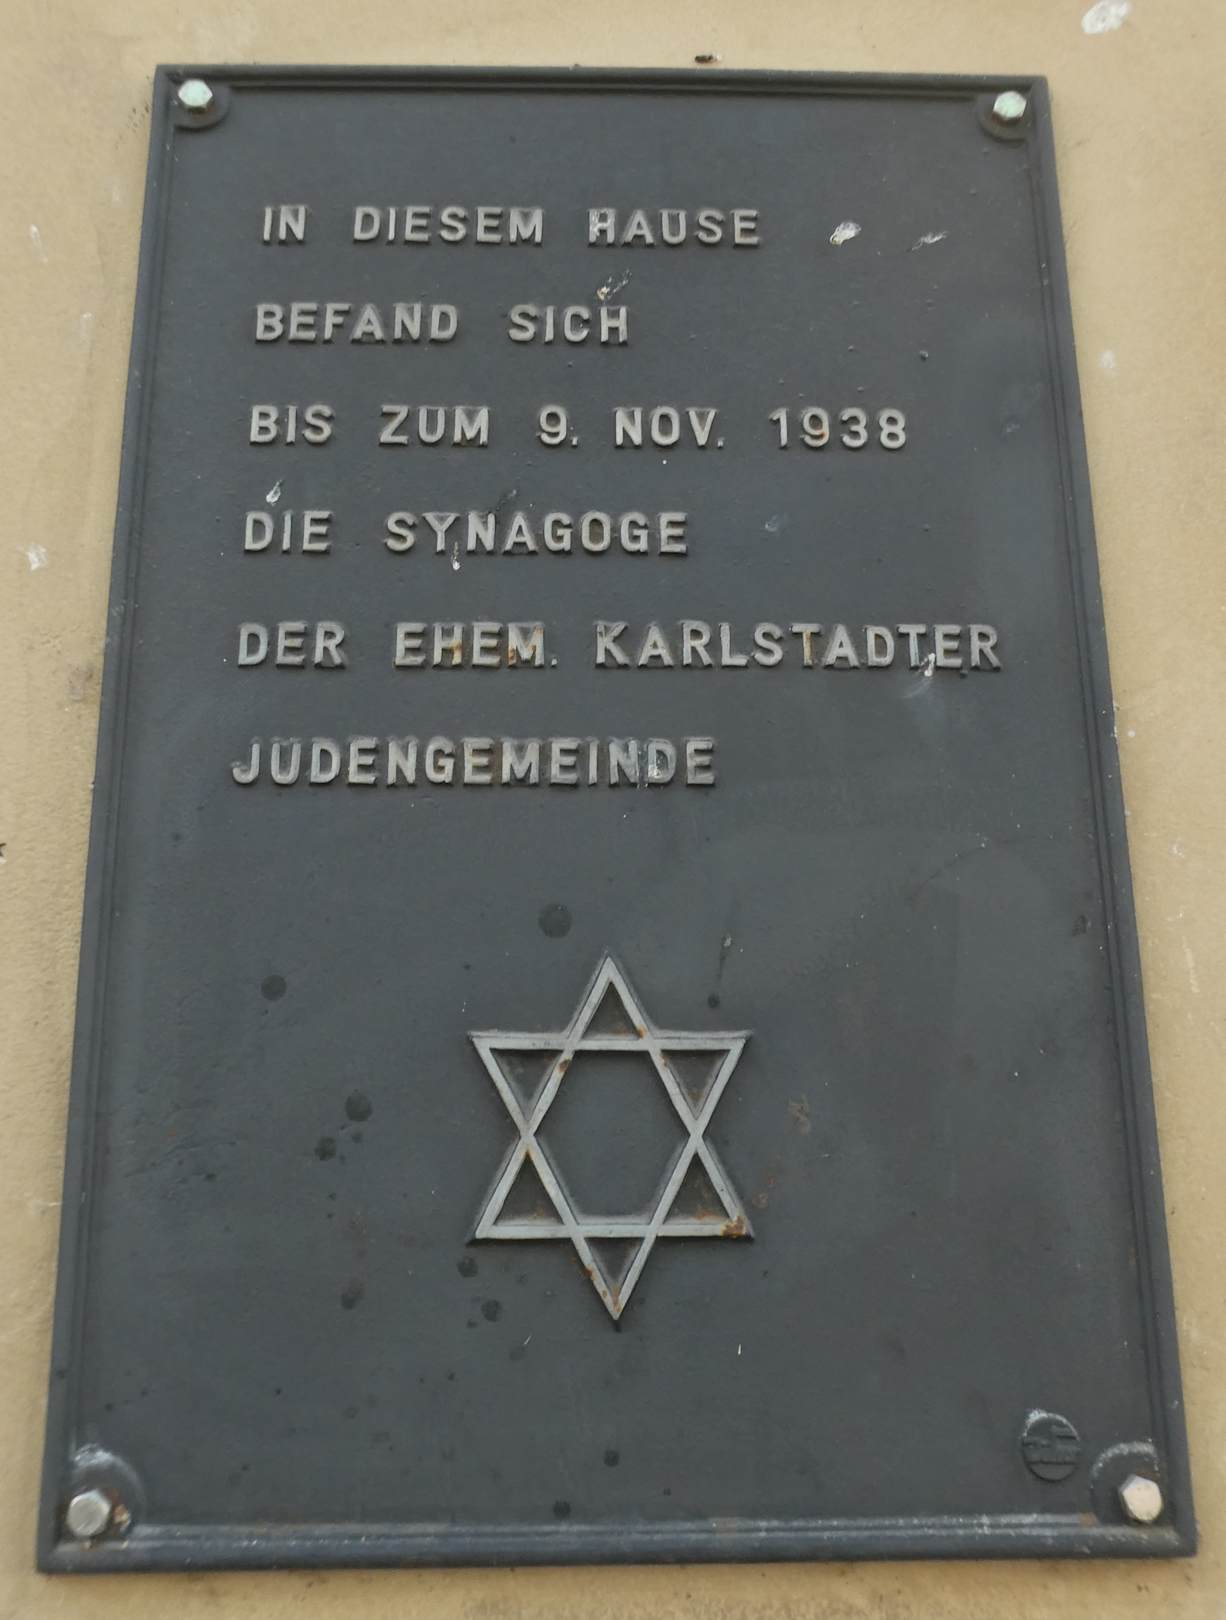 IN DIESEM HAUSE
BEFAND SICH
BIS ZUM 9. NOV. 1938
DIE SYNAGOGE
DER EHEM. KARLSTADTER
JUDENGEMEINDE